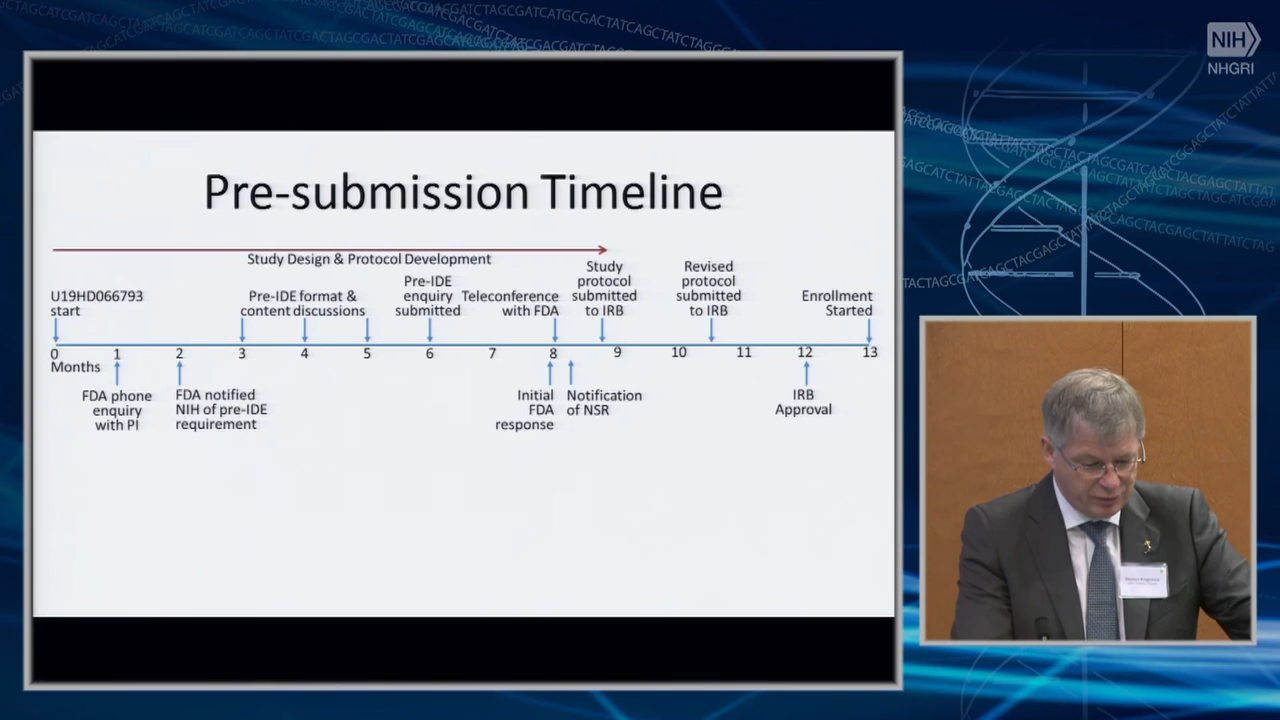 NIH
NHGRI
Pre-submission Timeline
Study Design & Protocol Development
U19HD066793
start
Pre-IDE format &
content discussions
Pre-IDE
enquiry
submitted
Teleconference
with FDA
Study
protocol
submitted
to IRB
Revised
protocol
submitted
to IRB
Enrollment
Started
0 1 2 3 4 5 6 7 8 9 10 11 12 13
Months
FDA phone
enquiry
with PI
FDA notified
NIH of pre-IDE
requirement
Initial
FDA
response
Notification
of NSR
IRB
Approval